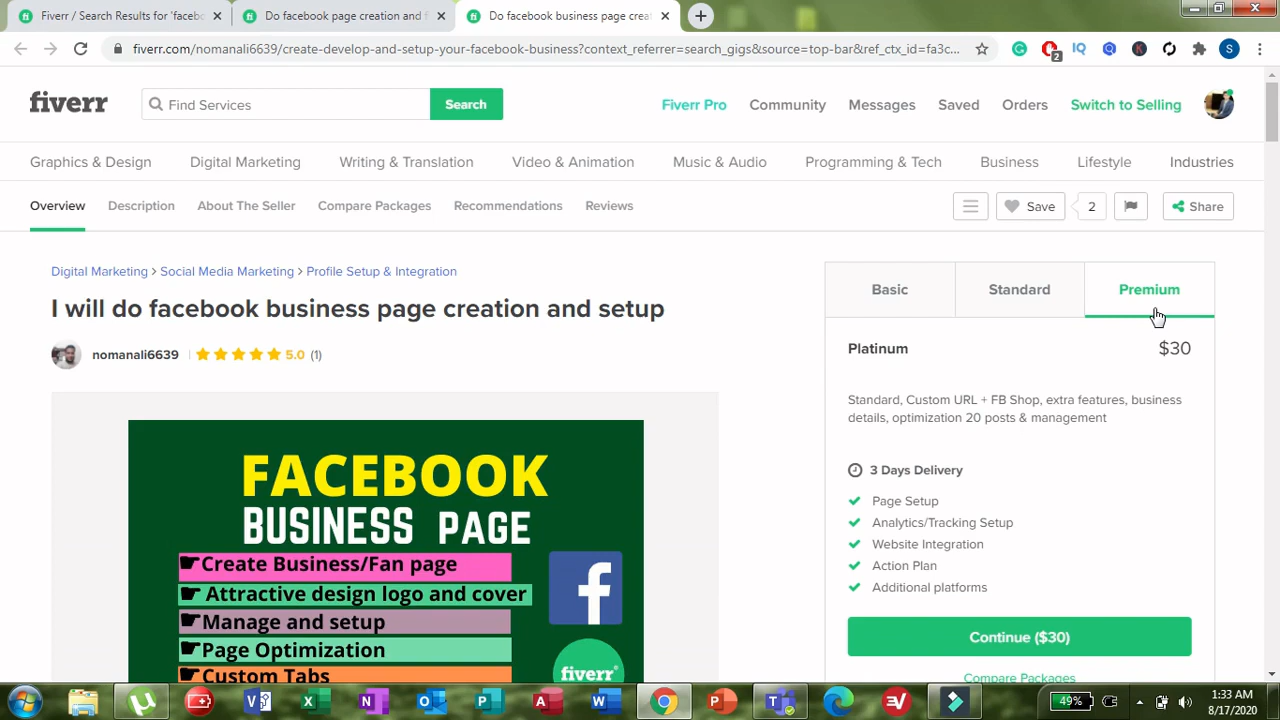 Fiverr / Search Results for 'facebo
Do facebook page creation and f
Do facebook business page crea
fiverr.com/nomanali6639/create-develop-and-setup-your-facebook-business?context_referrer=search_gigs&source=top-bar&ref_ctx_id=fa3c...
2
IQ
K
S
fiverr
Find Services
Search
Fiverr Pro
Community
Messages
Saved
Orders
Switch to Selling
Graphics & Design
Digital Marketing
Writing & Translation
Video & Animation
Music & Audio
Programming & Tech
Business
Lifestyle
Industries
Overview
Description
About The Seller
Compare Packages
Recommendations
Reviews
Save
2
Share
Digital Marketing > Social Media Marketing > Profile Setup & Integration
I will do facebook business page creation and setup
nomanali6639
5.0 (1)
FACEBOOK
BUSINESS PAGE
Create Business/Fan page
Attractive design logo and cover
Manage and setup
Page Optimization
Custom Tabs
fiverr
Basic
Standard
Premium
Platinum
$30
Standard, Custom URL + FB Shop, extra features, business
details, optimization 20 posts & management
3 Days Delivery
Page Setup
Analytics/Tracking Setup
Website Integration
Action Plan
Additional platforms
Continue ($30)
Compare Packages
49%
1:33 AM
8/17/2020